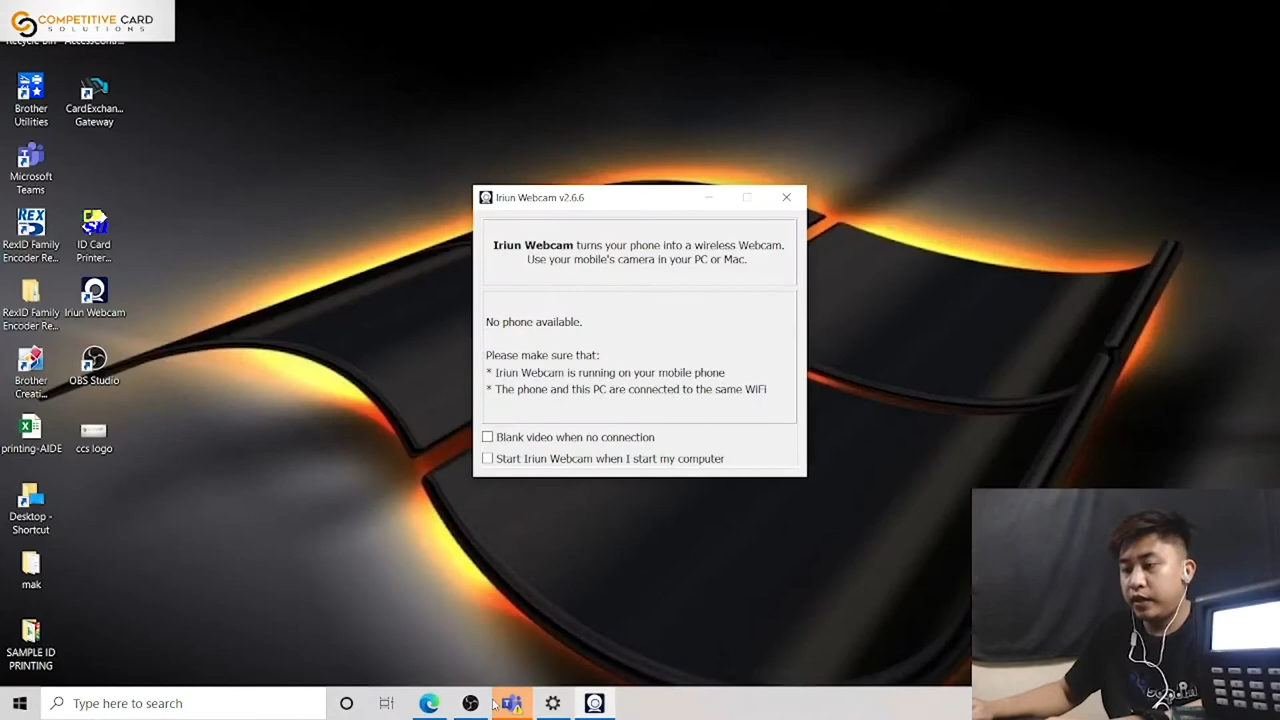 COMPETITIVE CARD
SOLUTIONS
Recycle Bin
AccessContr...
Brother
Utilities
CardExchan...
Gateway
Microsoft
Teams
RexID Family
Encoder Re...
ID Card
Printer...
RexID Family
Encoder Re...
Iriun Webcam
Brother
Creati...
OBS Studio
printing-AIDE
ccs logo
Desktop -
Shortcut
mak
SAMPLE ID
PRINTING
Iriun Webcam v2.6.6
Iriun Webcam turns your phone into a wireless Webcam.
Use your mobile's camera in your PC or Mac.
No phone available.
Please make sure that:
* Iriun Webcam is running on your mobile phone
* The phone and this PC are connected to the same WiFi
Blank video when no connection
Start Iriun Webcam when I start my computer
Type here to search